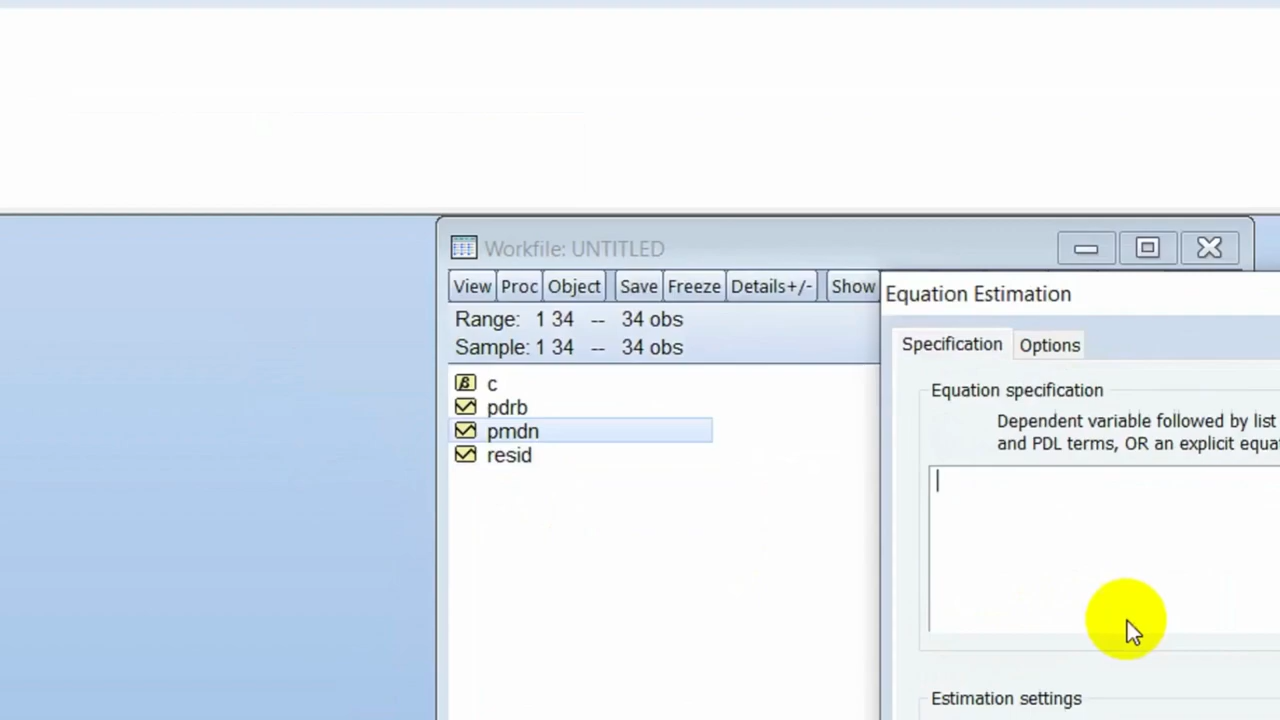 Workfile: UNTITLED
View Proc Object Save Freeze Details+/- Show
Range: 1 34 -- 34 obs
Sample: 1 34 -- 34 obs
c
pdrb
pmdn
resid
Equation Estimation
Specification Options
Equation specification
Dependent variable followed by list
and PDL terms, OR an explicit equa
Estimation settings